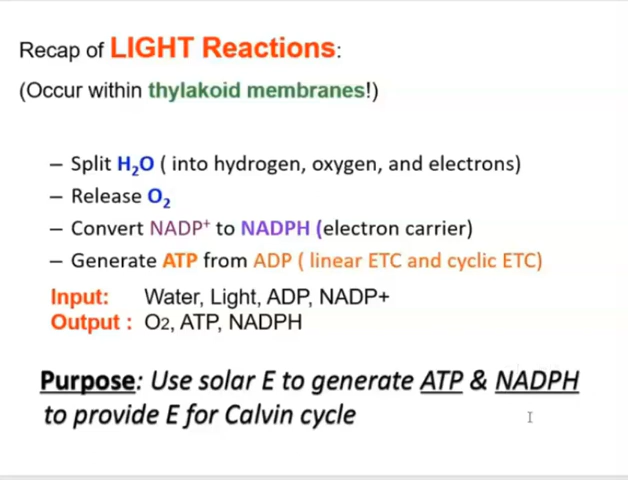 Recap of LIGHT Reactions:
(Occur within thylakoid membranes!)
– Split H₂O ( into hydrogen, oxygen, and electrons)
– Release O₂
– Convert NADP⁺ to NADPH (electron carrier)
– Generate ATP from ADP ( linear ETC and cyclic ETC)
Input: Water, Light, ADP, NADP+
Output : O2, ATP, NADPH
Purpose: Use solar E to generate ATP & NADPH
to provide E for Calvin cycle